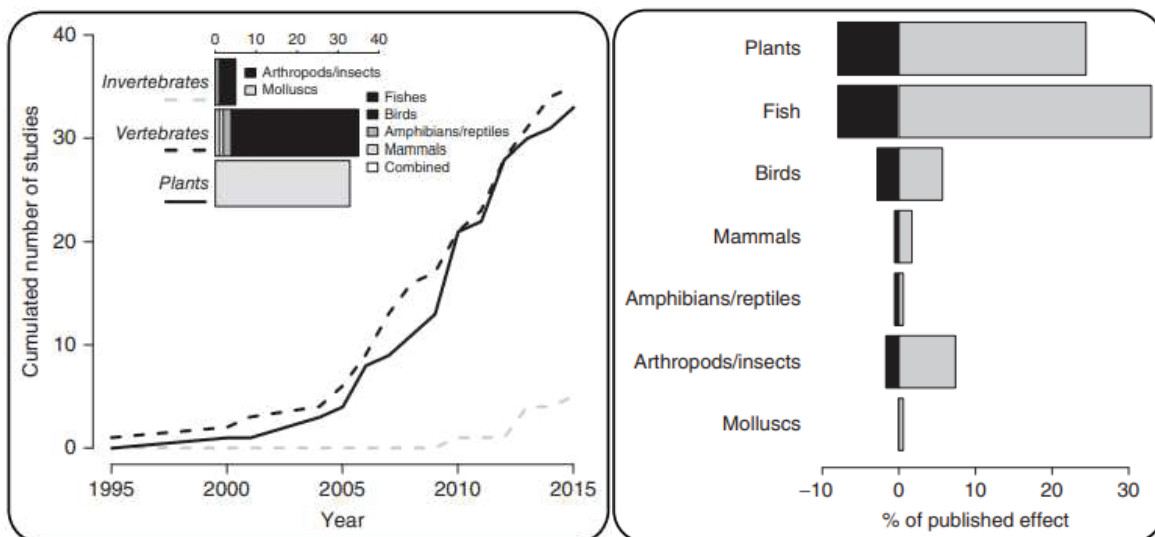 40
30
20
10
0
Cumulated number of studies
0 10 20 30 40
Invertebrates
Arthropods/insects
Molluscs
Vertebrates
Fishes
Birds
Amphibians/reptiles
Mammals
Combined
Plants
1995 2000 2005 2010 2015
Year
Plants
Fish
Birds
Mammals
Amphibians/reptiles
Arthropods/insects
Molluscs
–10 0 10 20 30
% of published effect